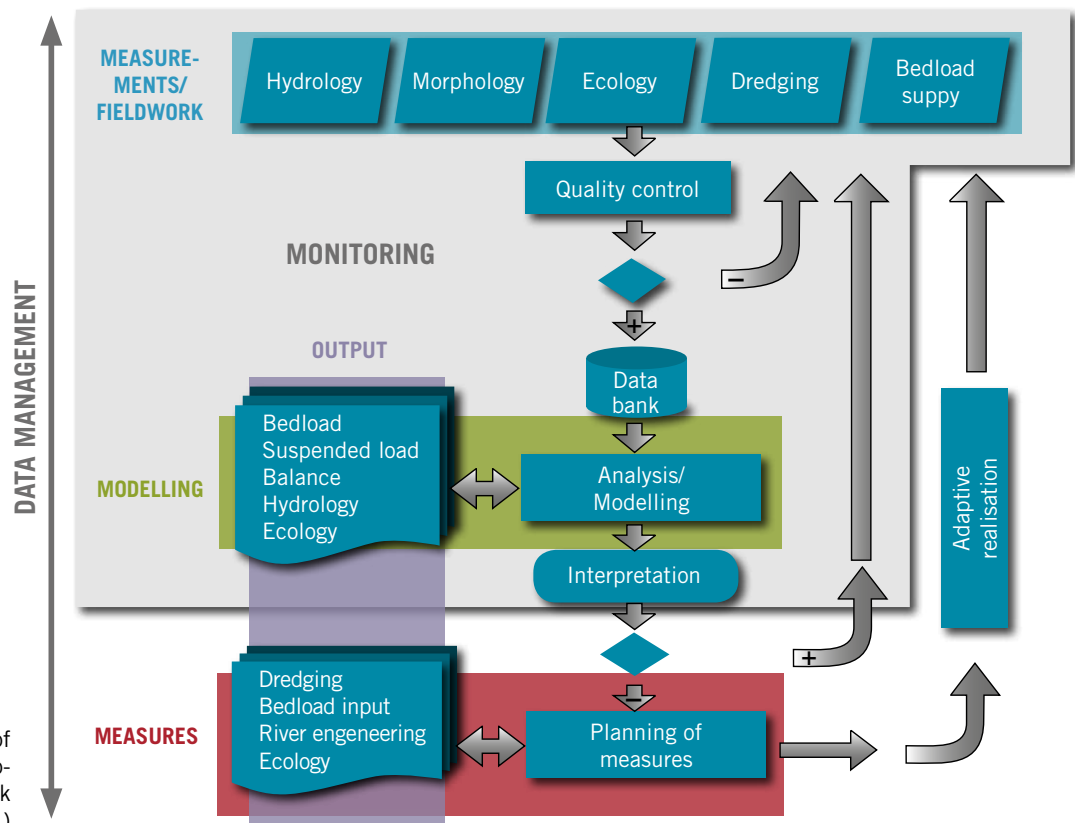 MEASURE-
MENTS/
FIELDWORK
Hydrology
Morphology
Ecology
Dredging
Bedload
suppy
Quality control
MONITORING
−
+
OUTPUT
Data
bank
DATA MANAGEMENT
MODELLING
Bedload
Suspended load
Balance
Hydrology
Ecology
Analysis/
Modelling
Interpretation
Adaptive
realisation
+
−
MEASURES
Dredging
Bedload input
River engeneering
Ecology
Planning of
measures
of
o-
k
)